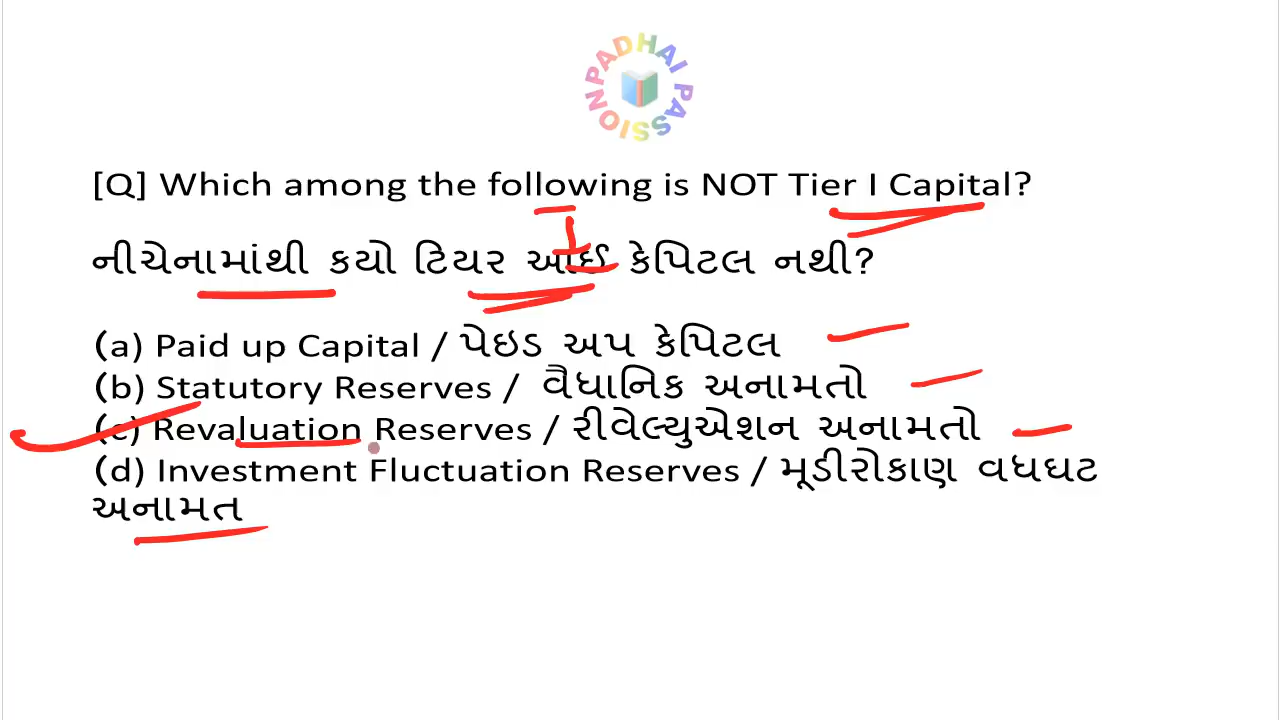 PADHAI PASSION
[Q] Which among the following is NOT Tier I Capital?
I
નીચેનામાંથી કયો ટિયર આઈ કેપિટલ નથી?
(a) Paid up Capital / પેઇડ અપ કેપિટલ
(b) Statutory Reserves / વૈધાનિક અનામતો
(c) Revaluation Reserves / રીવેલ્યુએશન અનામતો
(d) Investment Fluctuation Reserves / મૂડીરોકાણ વધઘટ
અનામત